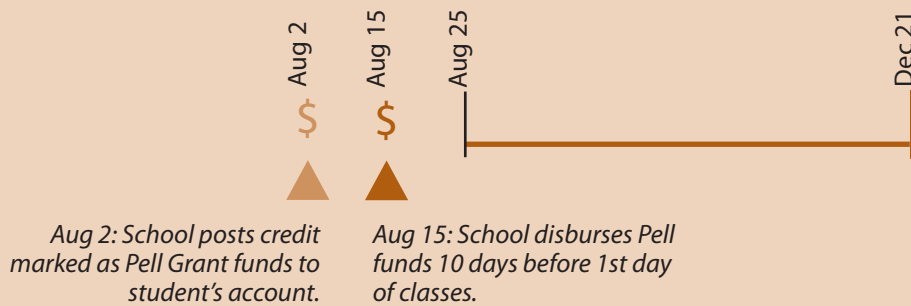 Aug 2
Aug 15
Aug 25
Dec 21
$
$
Aug 2: School posts credit
marked as Pell Grant funds to
student's account.
Aug 15: School disburses Pell
funds 10 days before 1st day
of classes.